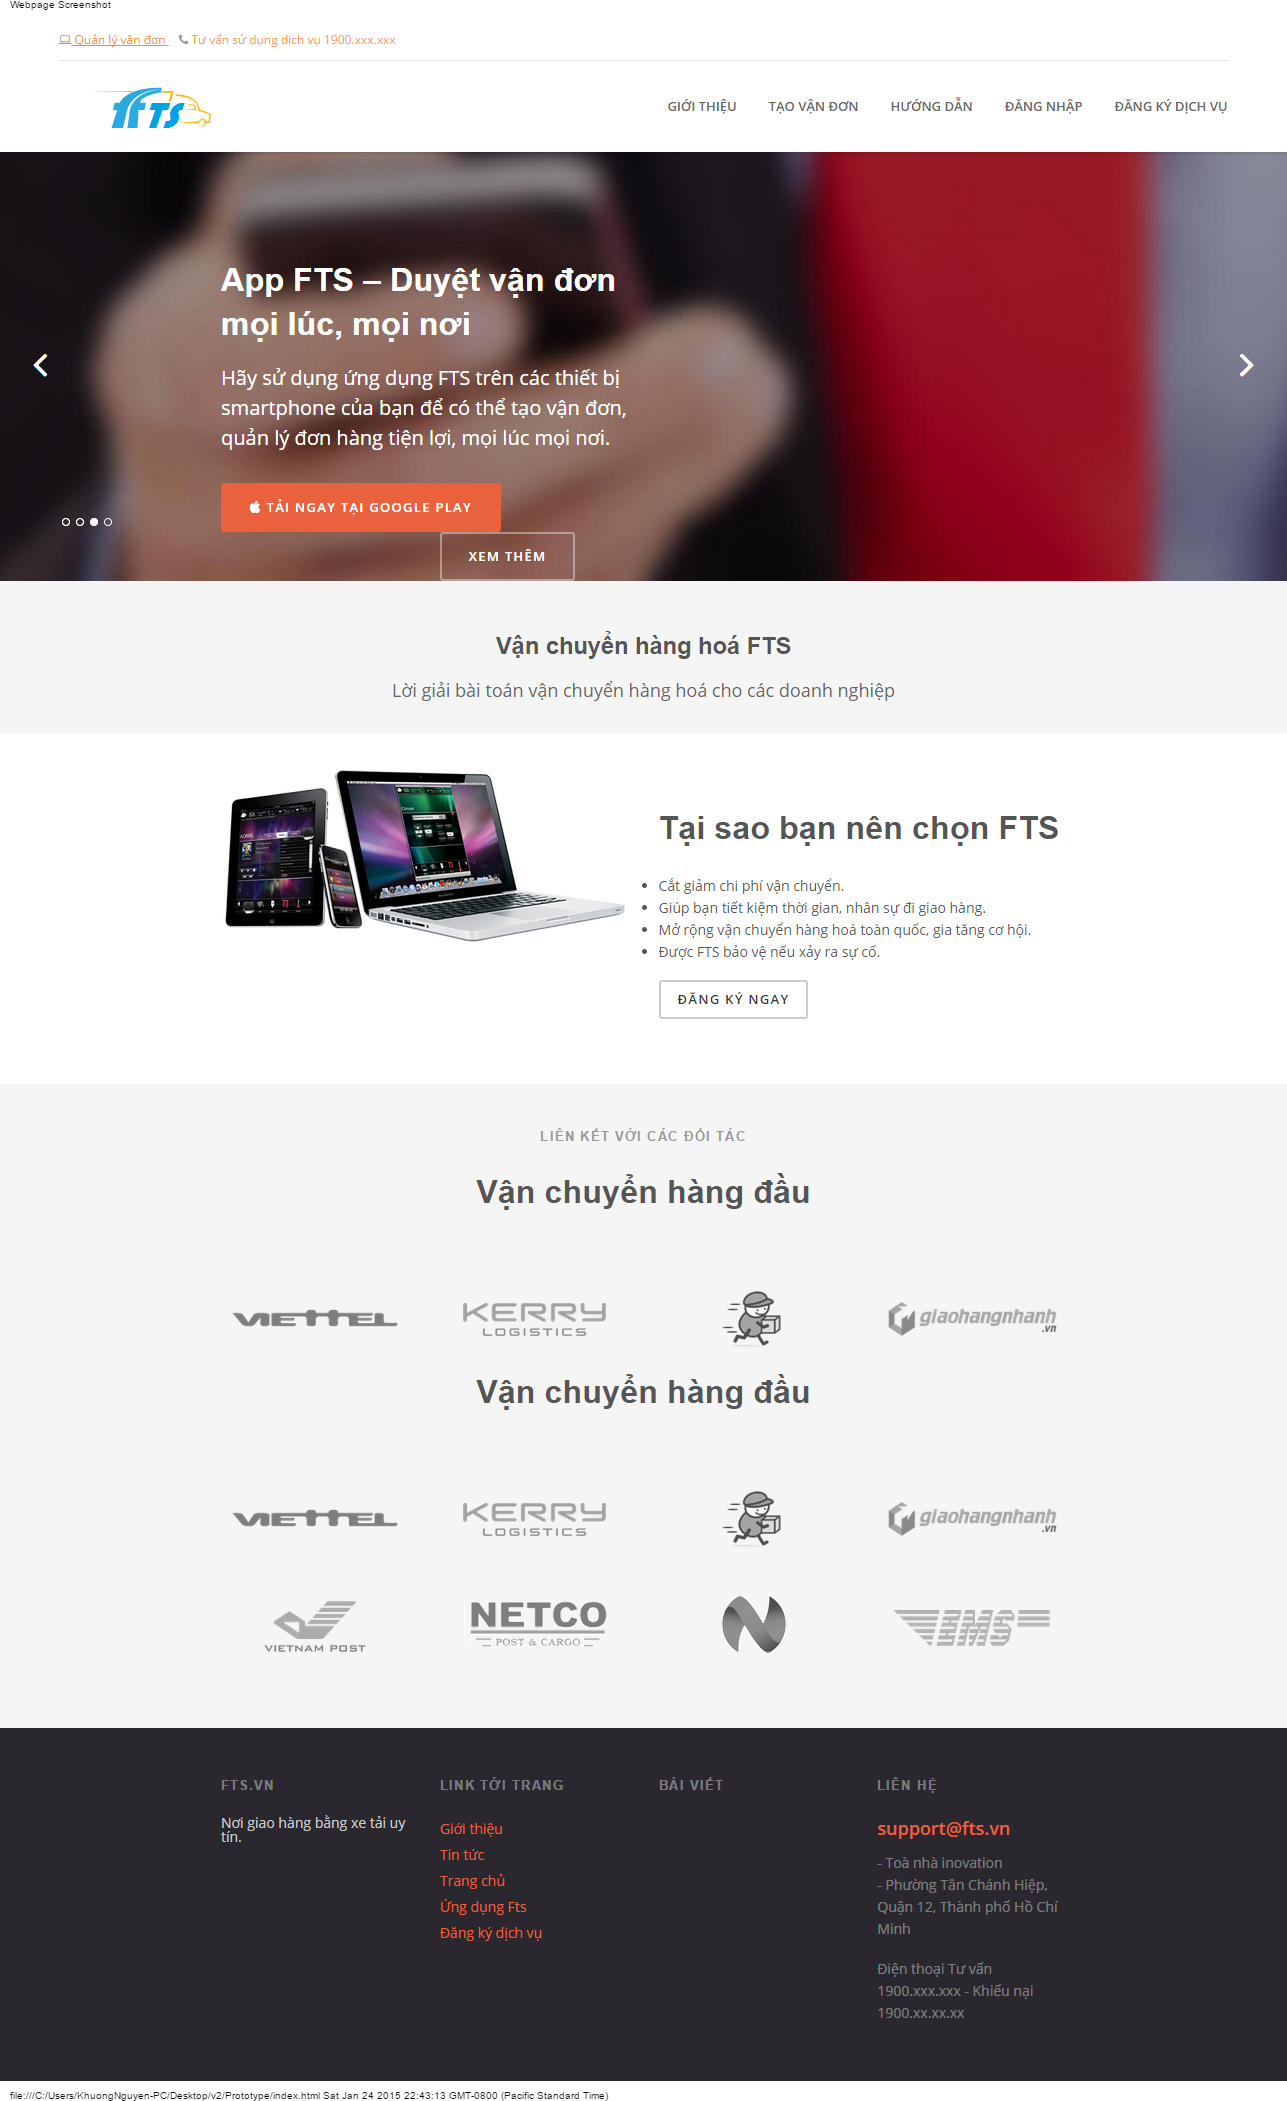 Webpage Screenshot
Quản lý vân đơn   Tư vấn sử dụng dịch vụ 1900.xxx.xxx
FTS
GIỚI THIỆU   TẠO VẬN ĐƠN   HƯỚNG DẪN   ĐĂNG NHẬP   ĐĂNG KÝ DỊCH VỤ
App FTS – Duyệt vận đơn
mọi lúc, mọi nơi
Hãy sử dụng ứng dụng FTS trên các thiết bị
smartphone của bạn để có thể tạo vận đơn,
quản lý đơn hàng tiện lợi, mọi lúc mọi nơi.
TẢI NGAY TẠI GOOGLE PLAY
XEM THÊM
Vận chuyển hàng hoá FTS
Lời giải bài toán vận chuyển hàng hoá cho các doanh nghiệp
Tại sao bạn nên chọn FTS
Cắt giảm chi phí vận chuyển.
Giúp bạn tiết kiệm thời gian, nhân sự đi giao hàng.
Mở rộng vận chuyển hàng hoá toàn quốc, gia tăng cơ hội.
Được FTS bảo vệ nếu xảy ra sự cố.
ĐĂNG KÝ NGAY
LIÊN KẾT VỚI CÁC ĐỐI TÁC
Vận chuyển hàng đầu
VIETTEL   KERRY   giaohangnhanh
LOGISTICS   .vn
Vận chuyển hàng đầu
VIETTEL   KERRY   giaohangnhanh
LOGISTICS   .vn
VIETNAM POST   NETCO   EMS
POST & CARGO
FTS.VN
Nơi giao hàng bằng xe tải uy
tín.
LINK TỚI TRANG
Giới thiệu
Tin tức
Trang chủ
Ứng dụng Fts
Đăng ký dịch vụ
BÀI VIẾT
LIÊN HỆ
support@fts.vn
- Toà nhà inovation
- Phường Tân Chánh Hiệp,
Quận 12, Thành phố Hồ Chí
Minh
Điện thoại Tư vấn
1900.xxx.xxx - Khiếu nại
1900.xx.xx.xx
file:///C:/Users/KhuongNguyen-PC/Desktop/v2/Prototype/index.html Sat Jan 24 2015 22:43:13 GMT-0800 (Pacific Standard Time)